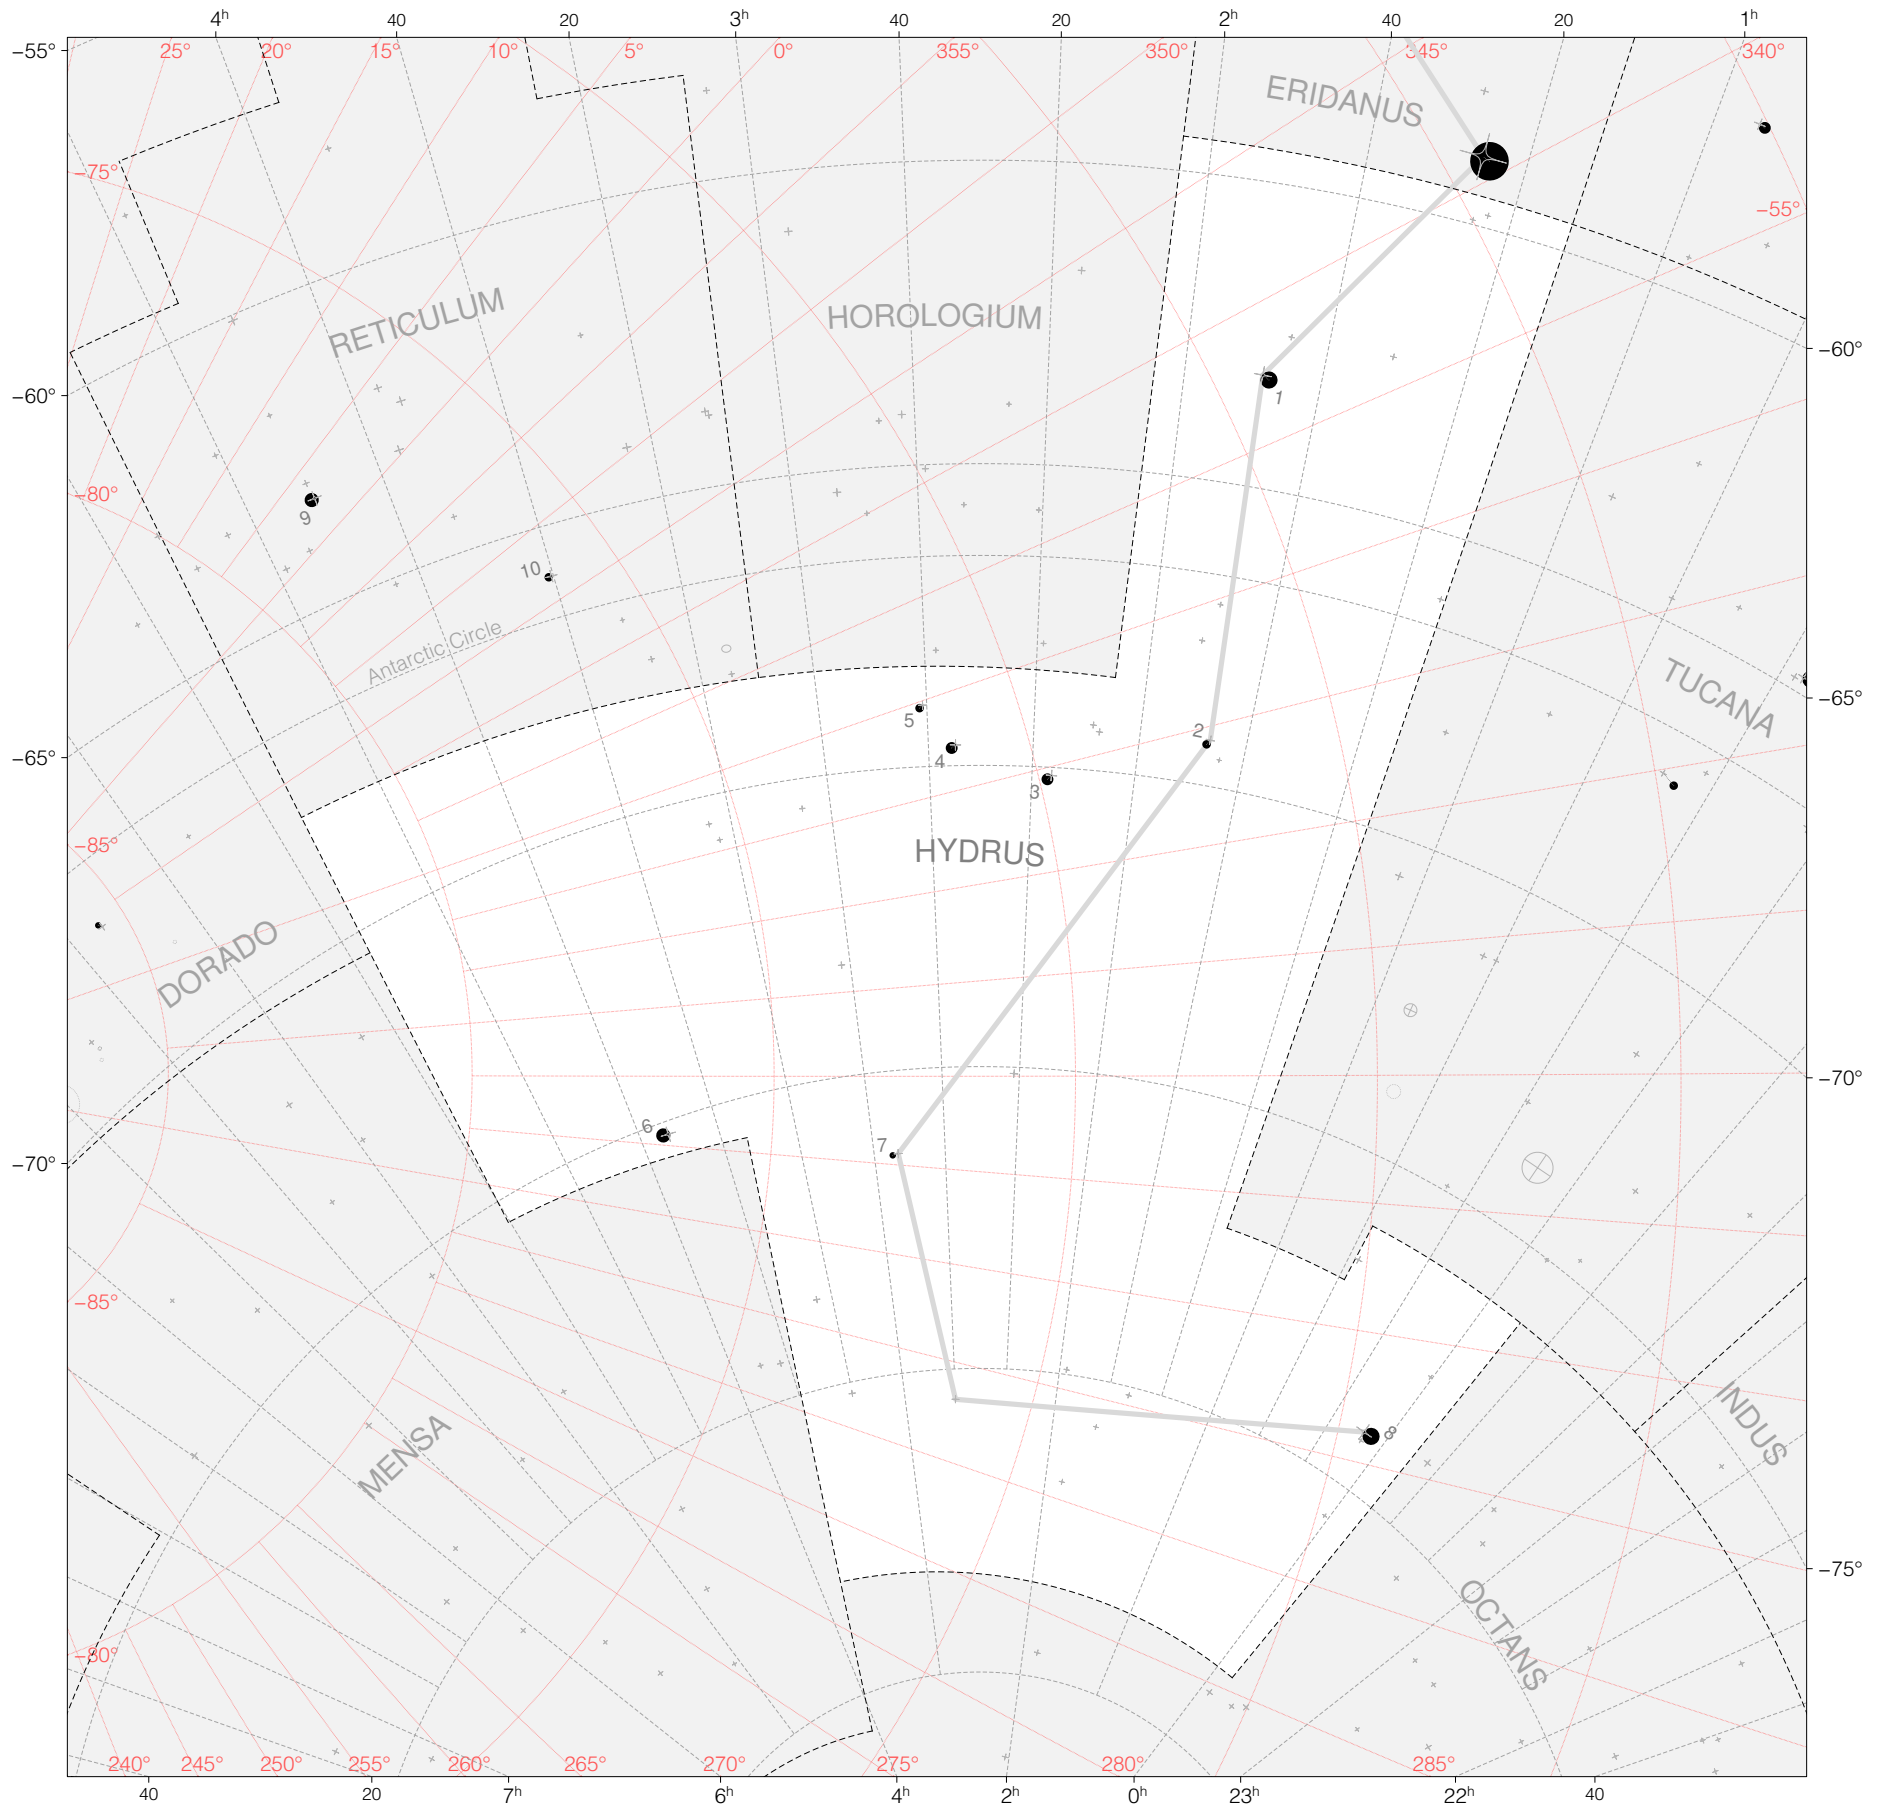 4h 40 20 3h 40 20 2h 40 20 1h
−55° 25° 20° 15° 10° 5° 0° 355° 350° 345° 340°
ERIDANUS
−75°
−55°
RETICULUM
HOROLOGIUM
−60°
−60°
1
−80°
9
10
Antarctic Circle
TUCANA
−65°
5
2
−65°
4
3
−85°
HYDRUS
DORADO
−70°
6
7
−70°
−85°
INDUS
MENSA
8
−75°
OCTANS
−80°
240° 245° 250° 255° 260° 265° 270° 275° 280° 285°
40 20 7h 6h 4h 2h 0h 23h 22h 40